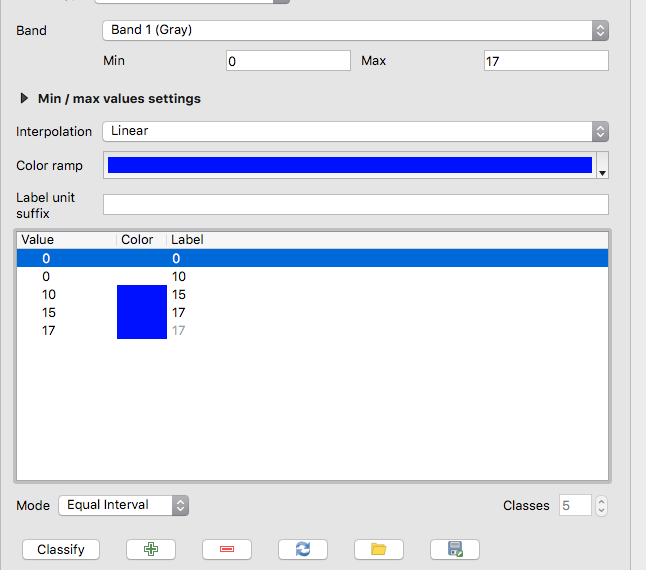 Band Band 1 (Gray)
Min 0 Max 17
Min / max values settings
Interpolation Linear
Color ramp
Label unit
suffix
Value Color Label
0 0
0 10
10 15
15 17
17 17
Mode Equal Interval Classes 5
Classify